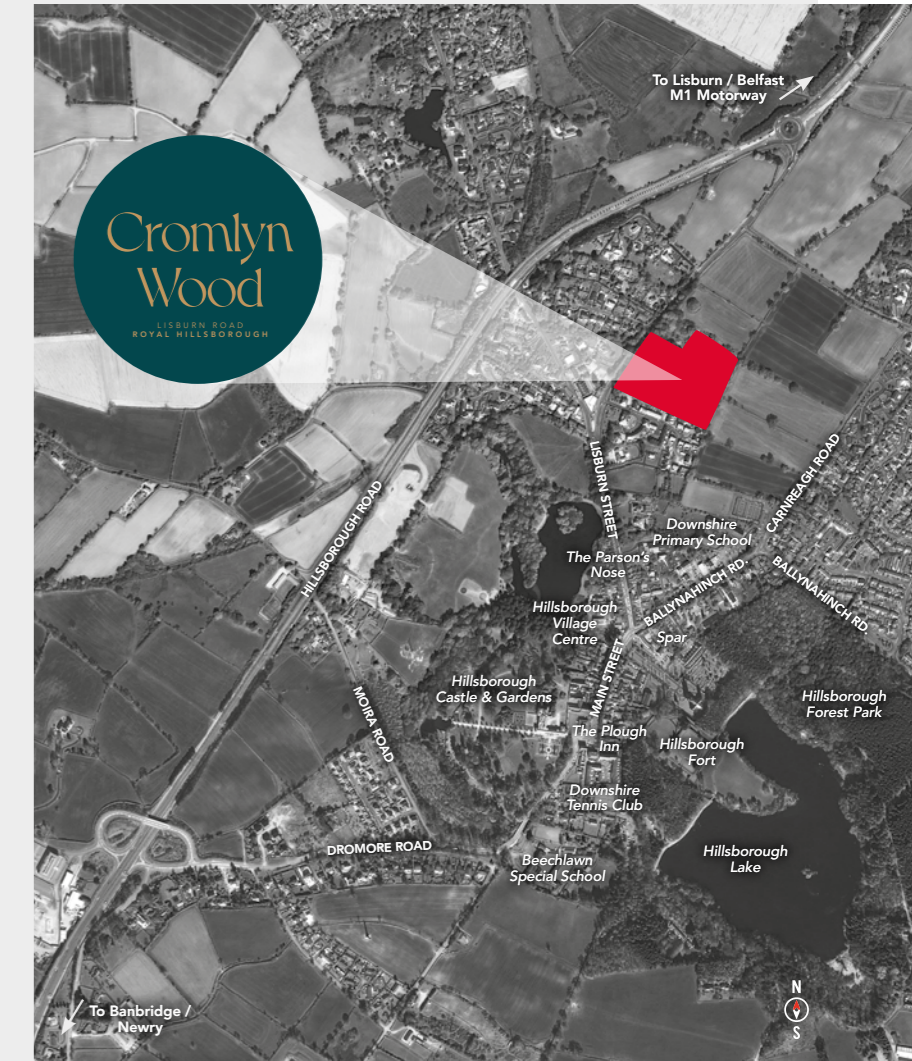 To Lisburn / Belfast
M1 Motorway
Cromlyn
Wood
LISBURN ROAD
ROYAL HILLSBOROUGH
LISBURN STREET
CARNREAGH ROAD
HILLSBOROUGH ROAD
Downshire
Primary School
The Parson's
Nose
BALLYNAHINCH RD.
BALLYNAHINCH RD.
Hillsborough
Village
Centre
Spar
MAIN STREET
Hillsborough
Castle & Gardens
Hillsborough
Forest Park
MOIRA ROAD
The Plough
Inn
Hillsborough
Fort
Downshire
Tennis Club
DROMORE ROAD
Hillsborough
Lake
Beechlawn
Special School
N
S
To Banbridge /
Newry